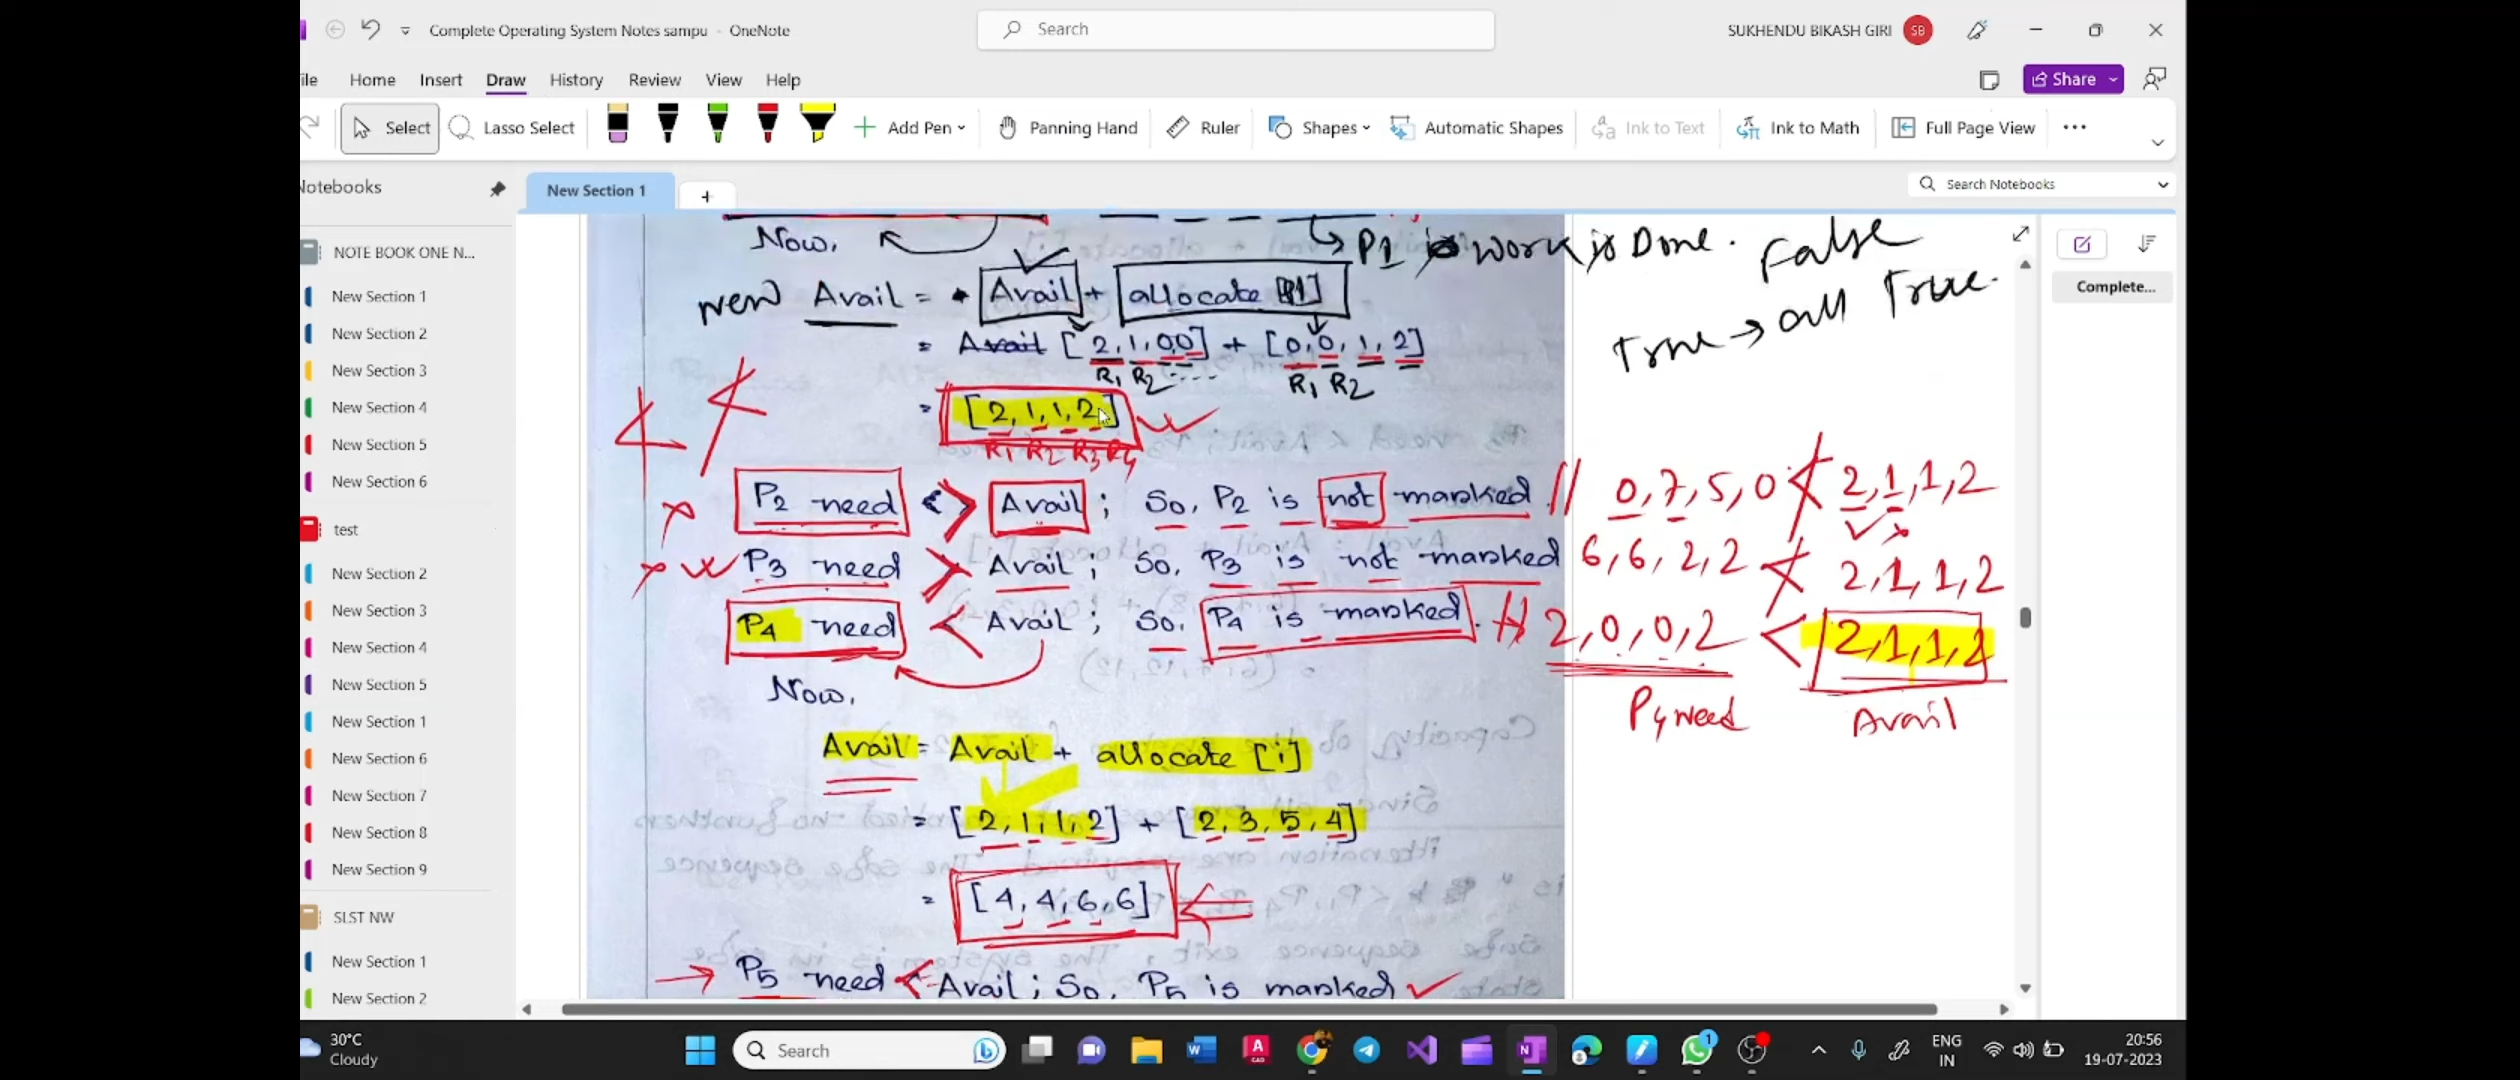 Complete Operating System Notes sampu - OneNote
Search
SUKHENDU BIKASH GIRI
SB
ile Home Insert Draw History Review View Help
Share
Select Lasso Select Add Pen Panning Hand Ruler Shapes Automatic Shapes Ink to Text Ink to Math Full Page View
Notebooks
New Section 1
+
Search Notebooks
NOTE BOOK ONE N...
New Section 1
New Section 2
New Section 3
New Section 4
New Section 5
New Section 6
test
New Section 2
New Section 3
New Section 4
New Section 5
New Section 1
New Section 6
New Section 7
New Section 8
New Section 9
SLST NW
New Section 1
New Section 2
Complete...
Now,
P1 work is Done.
False
True → all True.
new Avail = Avail + allocate [P1]
= Avail [2,1,0,0] + [0,0,1,2]
R1 R2 R1 R2
= [2,1,1,2]
R1 R2 R3 R4
P2 need > Avail; So, P2 is not marked // 0,7,5,0 < 2,1,1,2
P3 need > Avail; So, P3 is not marked 6,6,2,2 < 2,1,1,2
P4 need < Avail; So, P4 is marked. 2,0,0,2 < 2,1,1,2
P4 need Avail
Now,
Avail = Avail + allocate [i]
= [2,1,1,2] + [2,3,5,4]
= [4,4,6,6]
→ P5 need < Avail; So, P5 is marked
30°C
Cloudy
Search
ENG
IN
20:56
19-07-2023